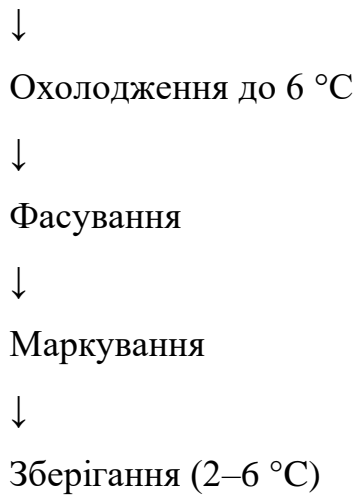 ↓
Охолодження до 6 °C
↓
Фасування
↓
Маркування
↓
Зберігання (2–6 °C)